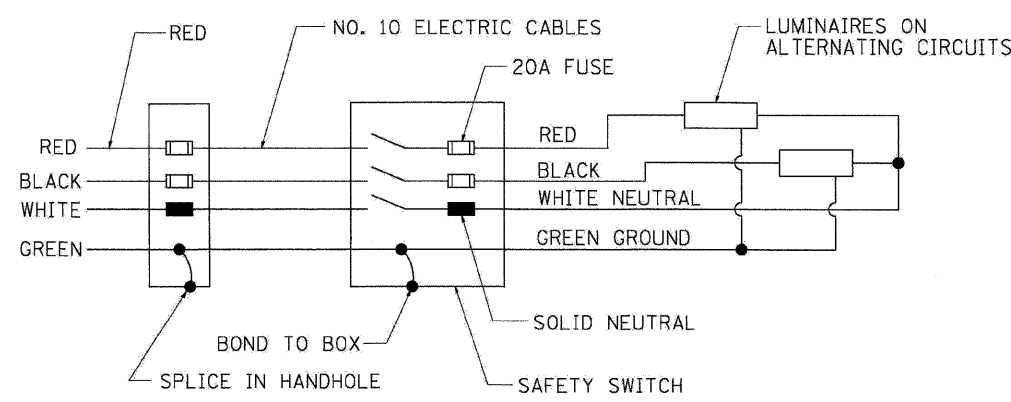 RED
NO. 10 ELECTRIC CABLES
LUMINAIRES ON
ALTERNATING CIRCUITS
20A FUSE
RED
RED
BLACK
BLACK
WHITE
WHITE NEUTRAL
GREEN
GREEN GROUND
SOLID NEUTRAL
BOND TO BOX
SPLICE IN HANDHOLE
SAFETY SWITCH